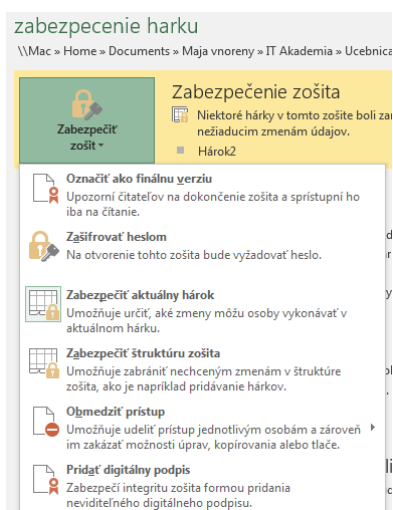 zabezpecenie harku
\\Mac » Home » Documents » Maja vnoreny » IT Akademia » Ucebnica
Zabezpečiť
zošit
Zabezpečenie zošita
Niektoré hárky v tomto zošite boli
nežiaducim zmenám údajov.
Hárok2
Označiť ako finálnu verziu
Upozorní čitateľov na dokončenie zošita a sprístupní ho
iba na čítanie.
Zašifrovať heslom
Na otvorenie tohto zošita bude vyžadovať heslo.
Zabezpečiť aktuálny hárok
Umožňuje určiť, aké zmeny môžu osoby vykonávať v
aktuálnom hárku.
Zabezpečiť štruktúru zošita
Umožňuje zabrániť nechceným zmenám v štruktúre
zošita, ako je napríklad pridávanie hárkov.
Obmedziť prístup
Umožňuje udeliť prístup jednotlivým osobám a zároveň
im zakázať možnosti úprav, kopírovania alebo tlače.
Pridať digitálny podpis
Zabezpečí integritu zošita formou pridania
neviditeľného digitálneho podpisu.